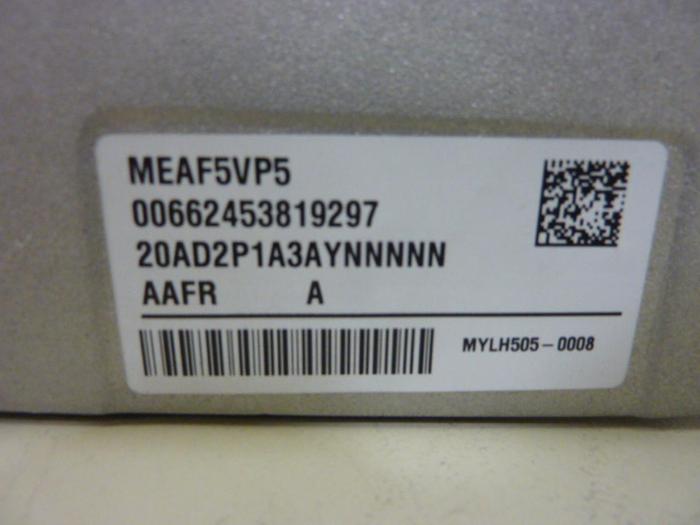 MEAF5VP5
00662453819297
20AD2P1A3AYNNNNN
AAFR A
MYLH505-0008